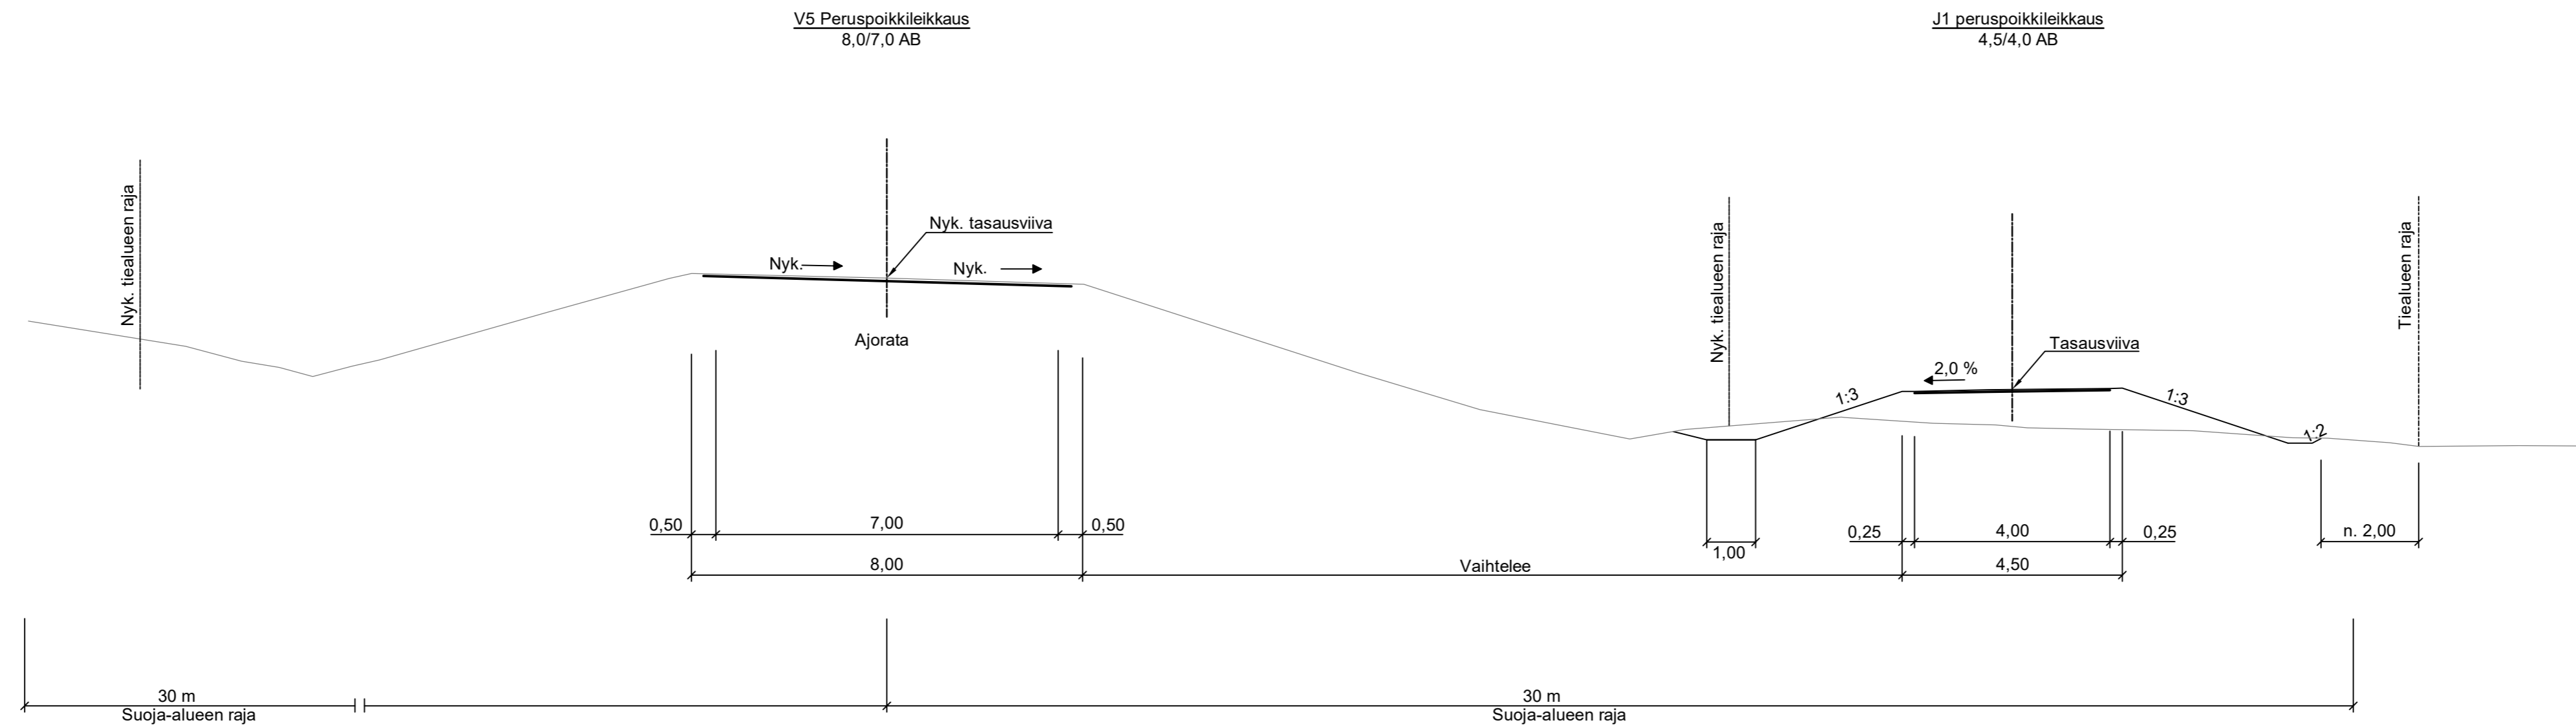 V5 Peruspoikkileikkaus
8,0/7,0 AB
J1 peruspoikkileikkaus
4,5/4,0 AB
Nyk. tiealueen raja
Nyk. tasausviiva
Nyk.
Nyk.
Ajorata
Nyk. tiealueen raja
Tiealueen raja
Tasausviiva
2,0 %
1:3
1:3
1:2
0,50
7,00
0,50
8,00
Vaihtelee
1,00
0,25
4,00
0,25
4,50
n. 2,00
30 m
Suoja-alueen raja
30 m
Suoja-alueen raja